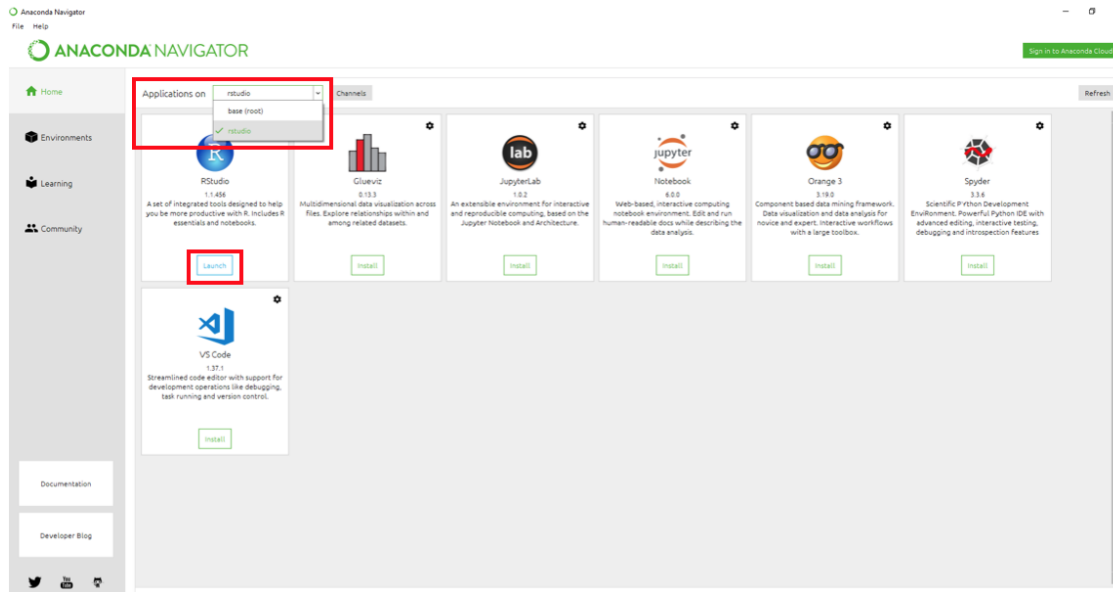 Anaconda Navigator
File Help
ANACONDA NAVIGATOR
Sign in to Anaconda Cloud
Home
Environments
Learning
Community
Documentation
Developer Blog
Applications on rstudio Channels Refresh
base (root)
rstudio
R
RStudio
1.1.456
A set of integrated tools designed to help
you be more productive with R. Includes R
essentials and notebooks.
Launch
Glueviz
0.13.3
Multidimensional data visualization across
files. Explore relationships within and
among related datasets.
Install
lab
JupyterLab
1.0.2
An extensible environment for interactive
and reproducible computing, based on the
Jupyter Notebook and Architecture.
Install
jupyter
Notebook
6.0.0
Web-based, interactive computing
notebook environment. Edit and run
human-readable docs while describing the
data analysis.
Install
Orange 3
3.19.0
Component based data mining framework.
Data visualization and data analysis for
novice and expert. Interactive workflows
with a large toolbox.
Install
Spyder
3.3.6
Scientific PYthon Development
EnviRonment. Powerful Python IDE with
advanced editing, interactive testing,
debugging and introspection features
Install
VS Code
1.37.1
Streamlined code editor with support for
development operations like debugging,
task running and version control.
Install
You
Tube